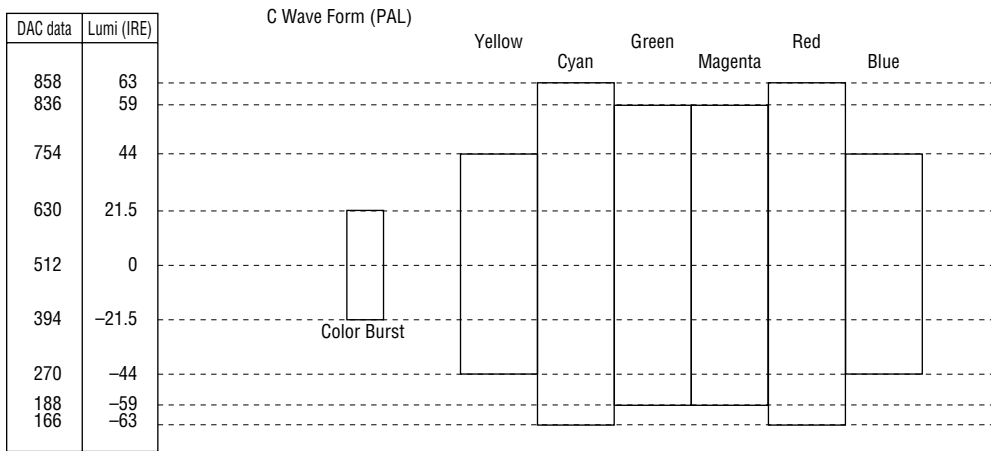 C Wave Form (PAL)
DAC data Lumi (IRE)
Yellow Green Red
Cyan Magenta Blue
858 63
836 59
754 44
630 21.5
512 0
394 –21.5
Color Burst
270 –44
188 –59
166 –63